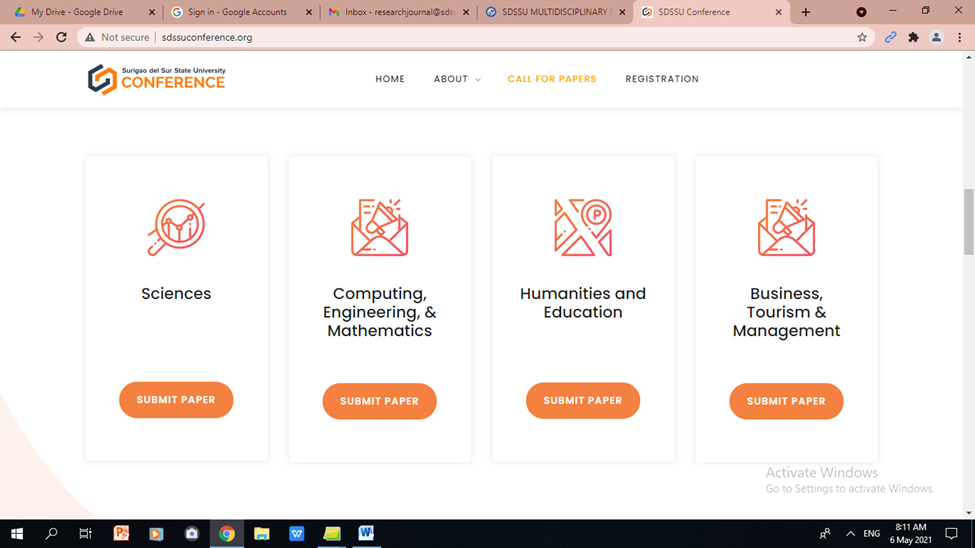 My Drive - Google Drive
Sign in - Google Accounts
Inbox - researchjournal@sds
SDSSU MULTIDISCIPLINARY
SDSSU Conference
Not secure | sdssuconference.org
Surigao del Sur State University
CONFERENCE
HOME
ABOUT
CALL FOR PAPERS
REGISTRATION
Sciences
SUBMIT PAPER
Computing,
Engineering, &
Mathematics
SUBMIT PAPER
P
Humanities and
Education
SUBMIT PAPER
Business,
Tourism &
Management
SUBMIT PAPER
Activate Windows
Go to Settings to activate Windows.
ENG
8:11 AM
6 May 2021